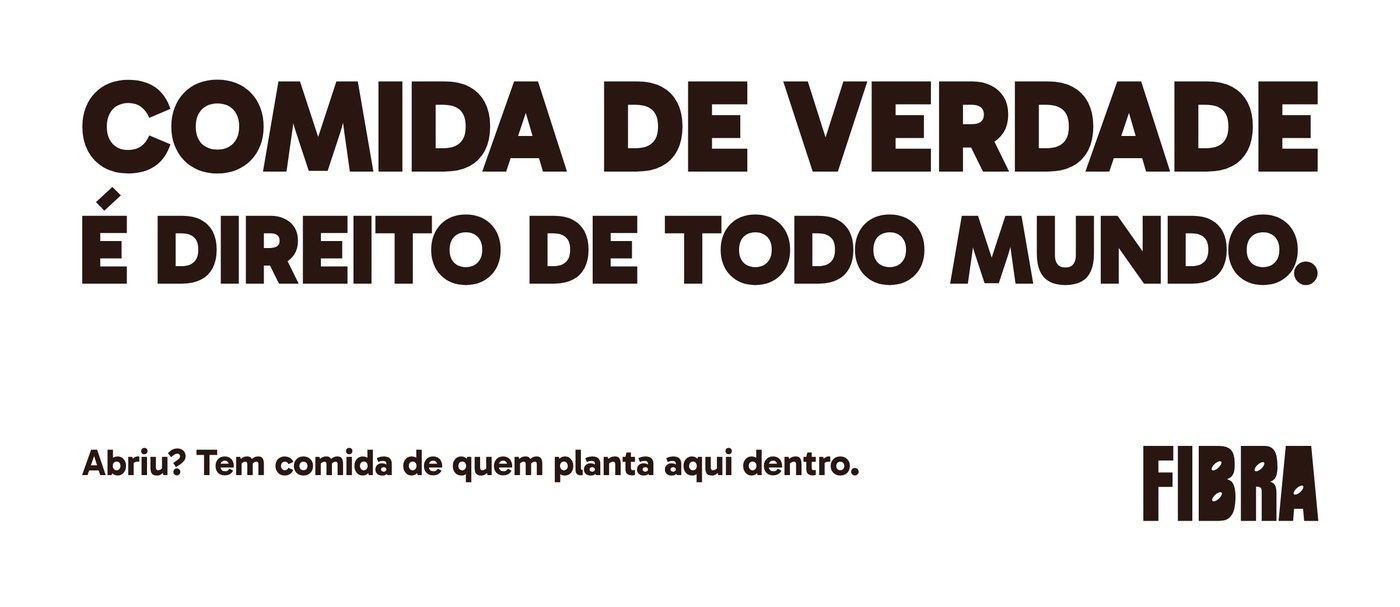 COMIDA DE VERDADE
É DIREITO DE TODO MUNDO.
Abriu? Tem comida de quem planta aqui dentro.
FIBRA